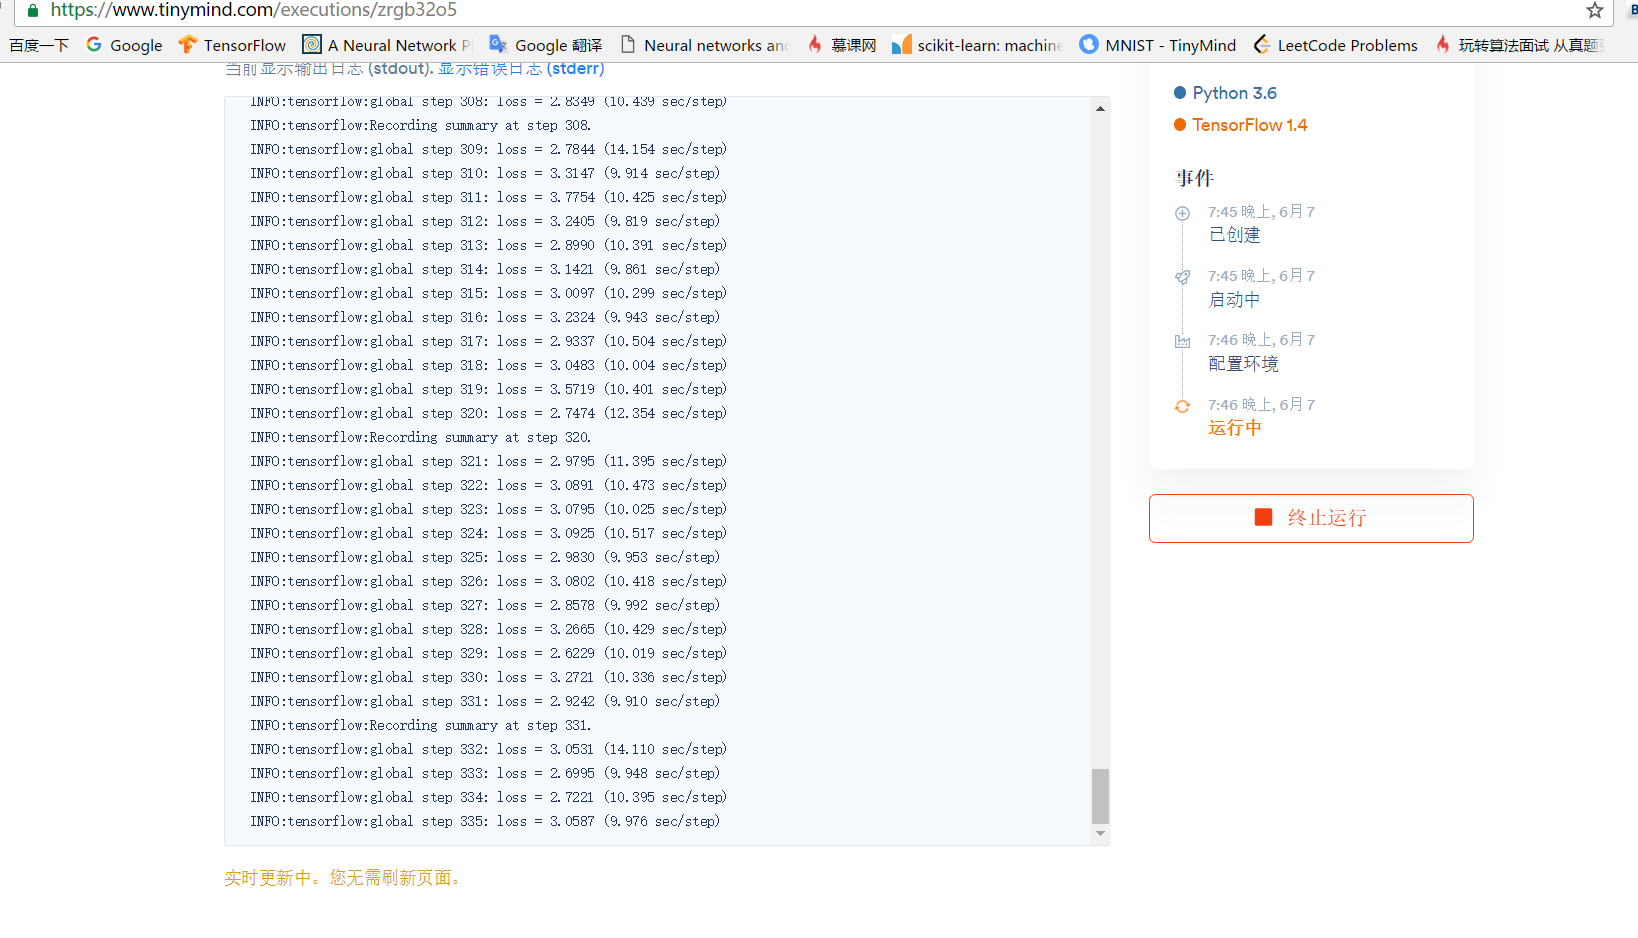 https://www.tinymind.com/executions/zrgb32o5
百度一下 Google TensorFlow A Neural Network P Google 翻译 Neural networks and 慕课网 scikit-learn: machine MNIST - TinyMind LeetCode Problems 玩转算法面试 从真题
当前显示输出日志 (stdout). 显示错误日志 (stderr)
INFO:tensorflow:global step 308: loss = 2.8349 (10.439 sec/step)
INFO:tensorflow:Recording summary at step 308.
INFO:tensorflow:global step 309: loss = 2.7844 (14.154 sec/step)
INFO:tensorflow:global step 310: loss = 3.3147 (9.914 sec/step)
INFO:tensorflow:global step 311: loss = 3.7754 (10.425 sec/step)
INFO:tensorflow:global step 312: loss = 3.2405 (9.819 sec/step)
INFO:tensorflow:global step 313: loss = 2.8990 (10.391 sec/step)
INFO:tensorflow:global step 314: loss = 3.1421 (9.861 sec/step)
INFO:tensorflow:global step 315: loss = 3.0097 (10.299 sec/step)
INFO:tensorflow:global step 316: loss = 3.2324 (9.943 sec/step)
INFO:tensorflow:global step 317: loss = 2.9337 (10.504 sec/step)
INFO:tensorflow:global step 318: loss = 3.0483 (10.004 sec/step)
INFO:tensorflow:global step 319: loss = 3.5719 (10.401 sec/step)
INFO:tensorflow:global step 320: loss = 2.7474 (12.354 sec/step)
INFO:tensorflow:Recording summary at step 320.
INFO:tensorflow:global step 321: loss = 2.9795 (11.395 sec/step)
INFO:tensorflow:global step 322: loss = 3.0891 (10.473 sec/step)
INFO:tensorflow:global step 323: loss = 3.0795 (10.025 sec/step)
INFO:tensorflow:global step 324: loss = 3.0925 (10.517 sec/step)
INFO:tensorflow:global step 325: loss = 2.9830 (9.953 sec/step)
INFO:tensorflow:global step 326: loss = 3.0802 (10.418 sec/step)
INFO:tensorflow:global step 327: loss = 2.8578 (9.992 sec/step)
INFO:tensorflow:global step 328: loss = 3.2665 (10.429 sec/step)
INFO:tensorflow:global step 329: loss = 2.6229 (10.019 sec/step)
INFO:tensorflow:global step 330: loss = 3.2721 (10.336 sec/step)
INFO:tensorflow:global step 331: loss = 2.9242 (9.910 sec/step)
INFO:tensorflow:Recording summary at step 331.
INFO:tensorflow:global step 332: loss = 3.0531 (14.110 sec/step)
INFO:tensorflow:global step 333: loss = 2.6995 (9.948 sec/step)
INFO:tensorflow:global step 334: loss = 2.7221 (10.395 sec/step)
INFO:tensorflow:global step 335: loss = 3.0587 (9.976 sec/step)
实时更新中。您无需刷新页面。
Python 3.6
TensorFlow 1.4
事件
7:45 晚上, 6月 7
已创建
7:45 晚上, 6月 7
启动中
7:46 晚上, 6月 7
配置环境
7:46 晚上, 6月 7
运行中
终止运行